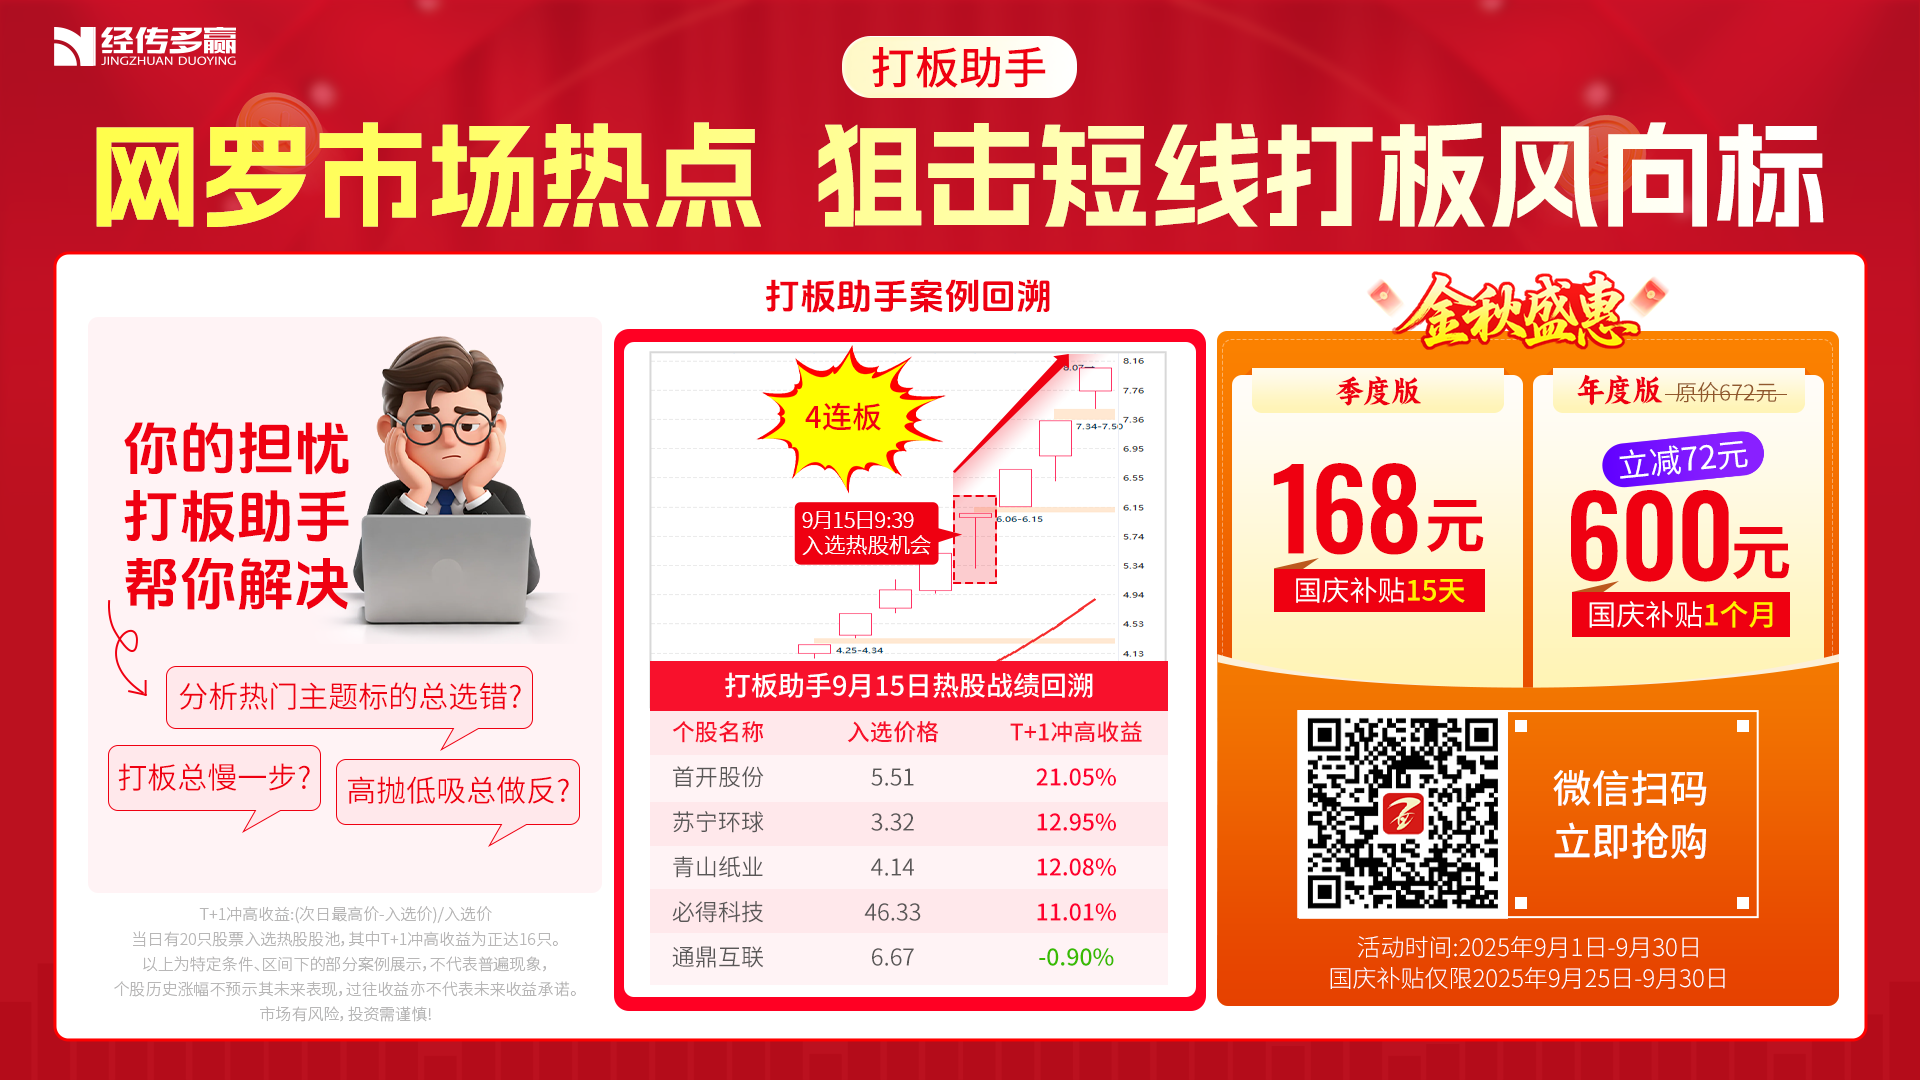 经传多赢
JINGZHUAN DUOYING
打板助手
网罗市场热点 狙击短线打板风向标
你的担忧
打板助手
帮你解决
分析热门主题标的总选错?
打板总慢一步?
高抛低吸总做反?
T+1冲高收益:(次日最高价-入选价)/入选价
当日有20只股票入选热股股池,其中T+1冲高收益为正达16只。
以上为特定条件、区间下的部分案例展示,不代表普遍现象,
个股历史涨幅不预示其未来表现,过往收益亦不代表未来收益承诺。
市场有风险,投资需谨慎!
打板助手案例回溯
4连板
9月15日9:39
入选热股机会
8.07
7.34-7.50
6.06-6.15
4.25-4.34
8.16
7.76
7.36
6.95
6.55
6.15
5.74
5.34
4.94
4.53
4.13
打板助手9月15日热股战绩回溯
个股名称 入选价格 T+1冲高收益
首开股份 5.51 21.05%
苏宁环球 3.32 12.95%
青山纸业 4.14 12.08%
必得科技 46.33 11.01%
通鼎互联 6.67 -0.90%
金秋盛惠
季度版
168元
国庆补贴15天
年度版 原价672元
立减72元
600元
国庆补贴1个月
微信扫码
立即抢购
活动时间:2025年9月1日-9月30日
国庆补贴仅限2025年9月25日-9月30日